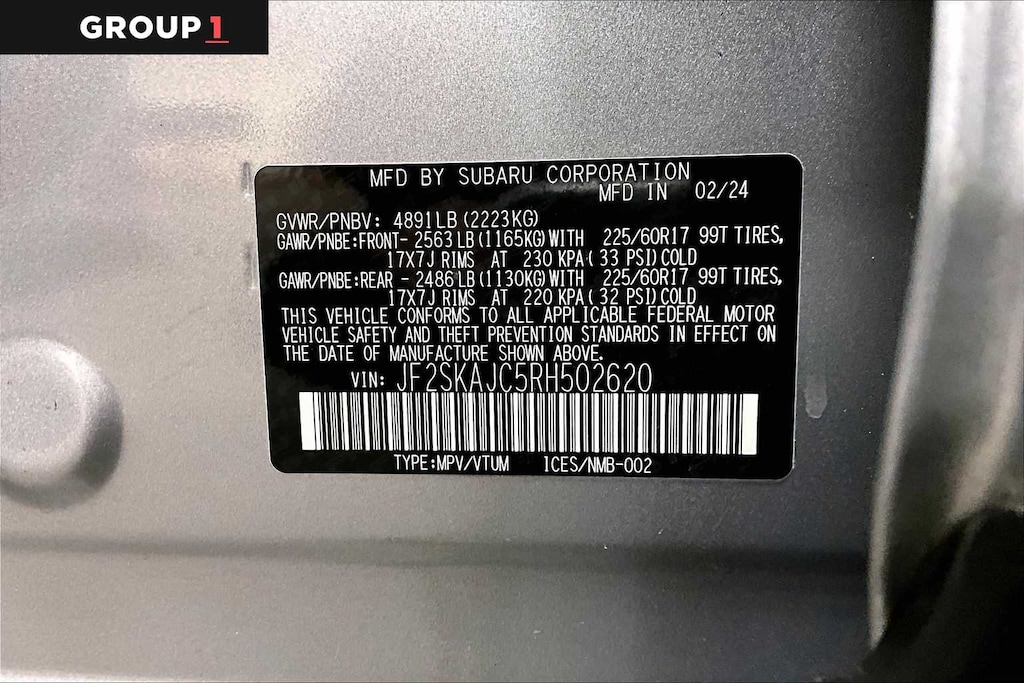 GROUP 1
MFD BY SUBARU CORPORATION
MFD IN 02/24
GVWR/PNBV: 4891LB (2223KG)
GAWR/PNBE:FRONT- 2563 LB (1165KG) WITH 225/60R17 99T TIRES,
17X7J RIMS AT 230 KPA ( 33 PSI) COLD
GAWR/PNBE:REAR - 2486 LB (1130KG) WITH 225/60R17 99T TIRES,
17X7J RIMS AT 220 KPA ( 32 PSI) COLD
THIS VEHICLE CONFORMS TO ALL APPLICABLE FEDERAL MOTOR
VEHICLE SAFETY AND THEFT PREVENTION STANDARDS IN EFFECT ON
THE DATE OF MANUFACTURE SHOWN ABOVE.
VIN: JF2SKAJC5RH502620
TYPE:MPV/VTUM ICES/NMB-002